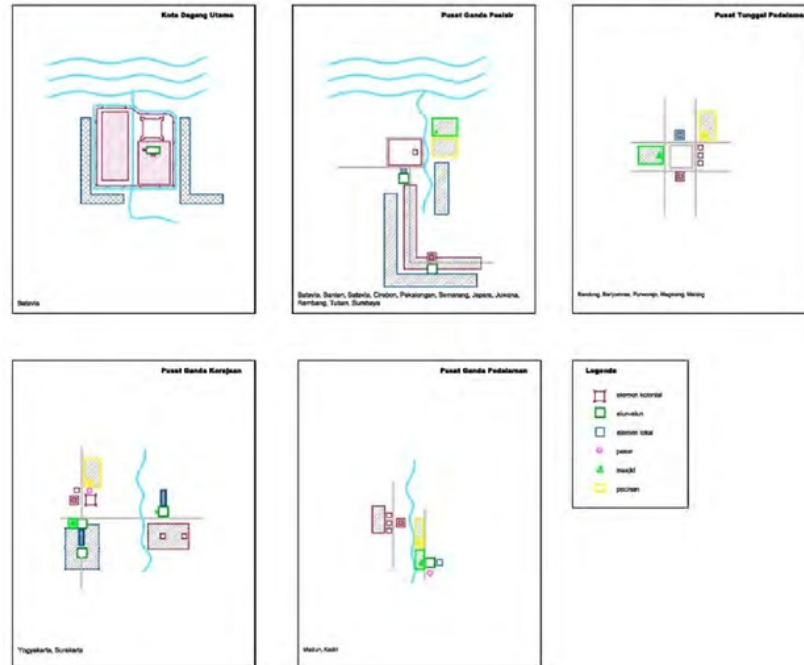 Kota Dagang Utama
Batavia
Pusat Ganda Pesisir
Batavia, Banten, Batavia, Cirebon, Pekalongan, Semarang, Jepara, Juwana,
Rembang, Tuban, Surabaya
Pusat Tunggal Pedalaman
Bandung, Banyumas, Purworejo, Magelang, Malang
Pusat Ganda Kerajaan
Yogyakarta, Surakarta
Pusat Ganda Pedalaman
Madiun, Kediri
Legenda
elemen kolonial
alun-alun
elemen lokal
pasar
masjid
pecinan